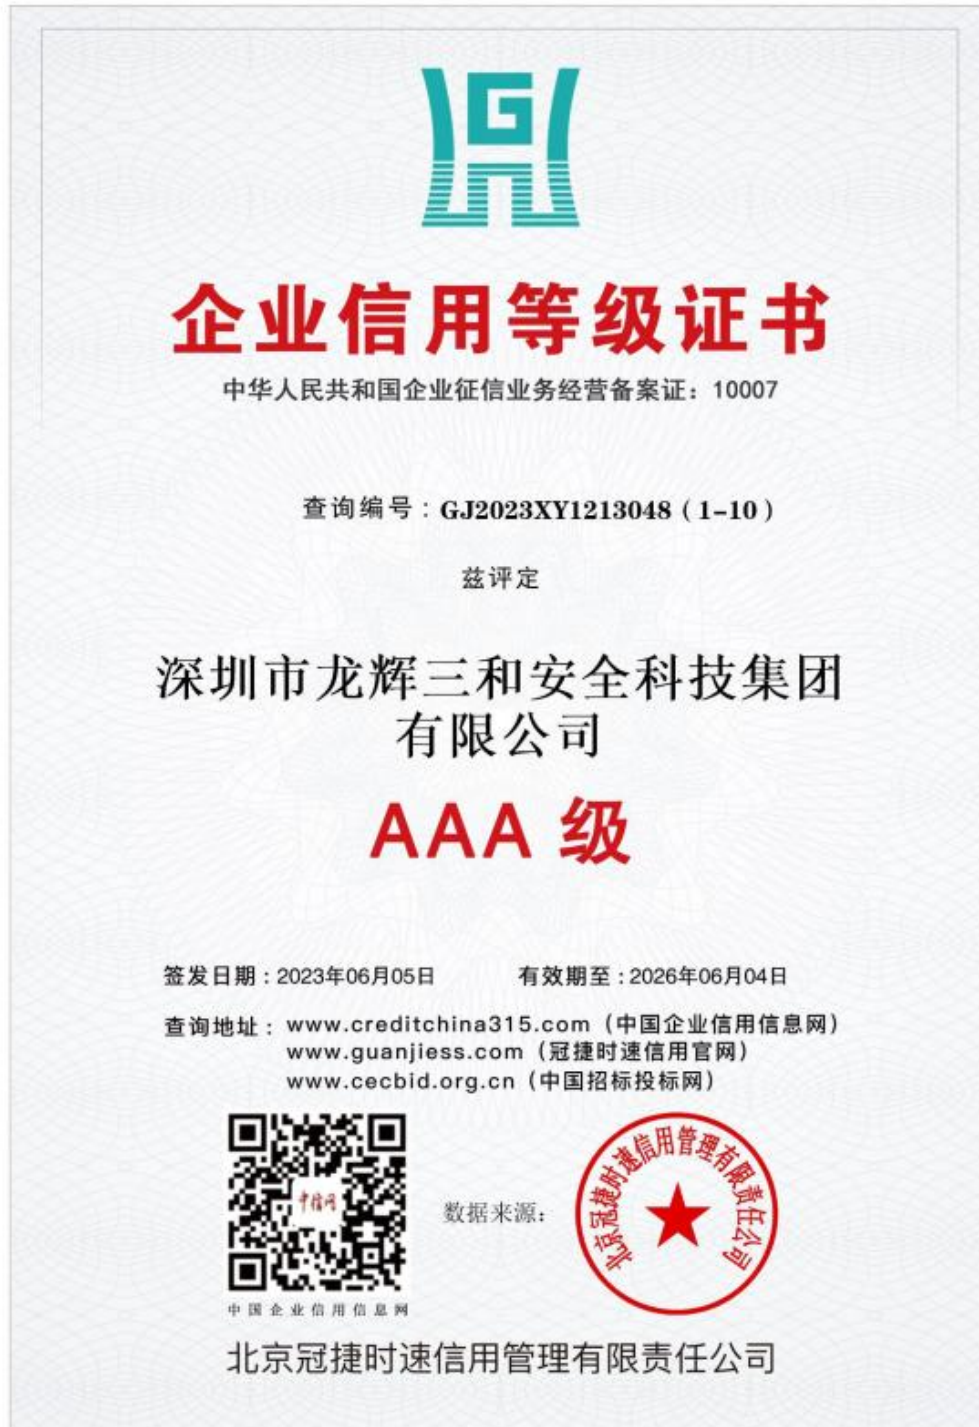 企业信用等级证书
中华人民共和国企业征信业务经营备案证：10007
查询编号：GJ2023XY1213048（1-10）
兹评定
深圳市龙辉三和安全科技集团
有限公司
AAA 级
签发日期：2023年06月05日 有效期至：2026年06月04日
查询地址：www.creditchina315.com（中国企业信用信息网）
www.guanjiess.com（冠捷时速信用官网）
www.cecbid.org.cn（中国招标投标网）
中信网
数据来源：
北京冠捷时速信用管理有限责任公司
中国企业信用信息网
北京冠捷时速信用管理有限责任公司